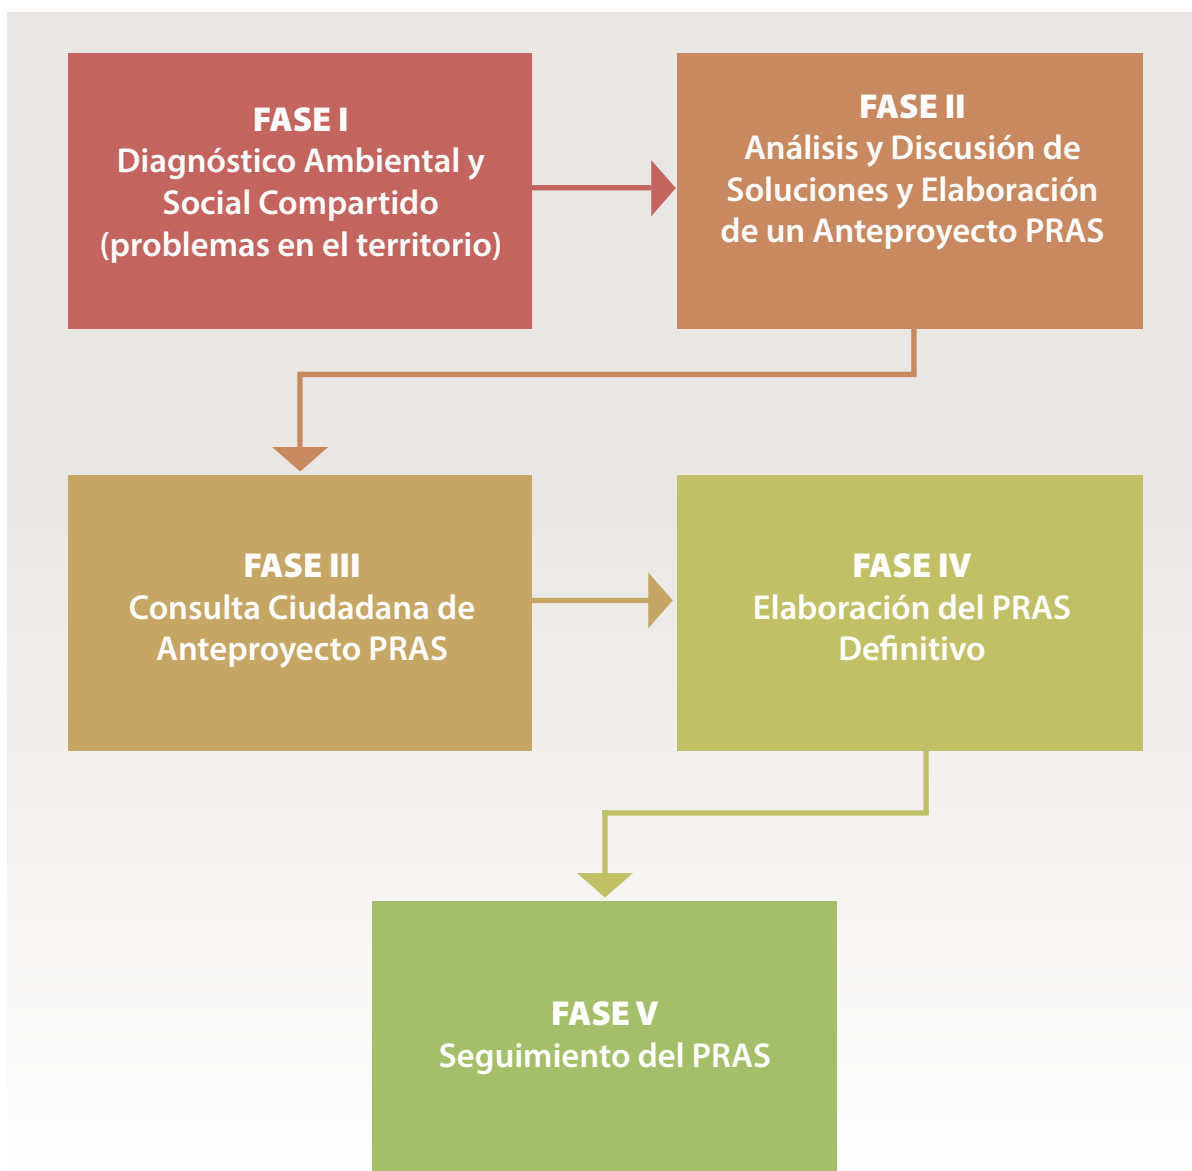 FASE I
Diagnóstico Ambiental y
Social Compartido
(problemas en el territorio)
FASE II
Análisis y Discusión de
Soluciones y Elaboración
de un Anteproyecto PRAS
FASE III
Consulta Ciudadana de
Anteproyecto PRAS
FASE IV
Elaboración del PRAS
Definitivo
FASE V
Seguimiento del PRAS